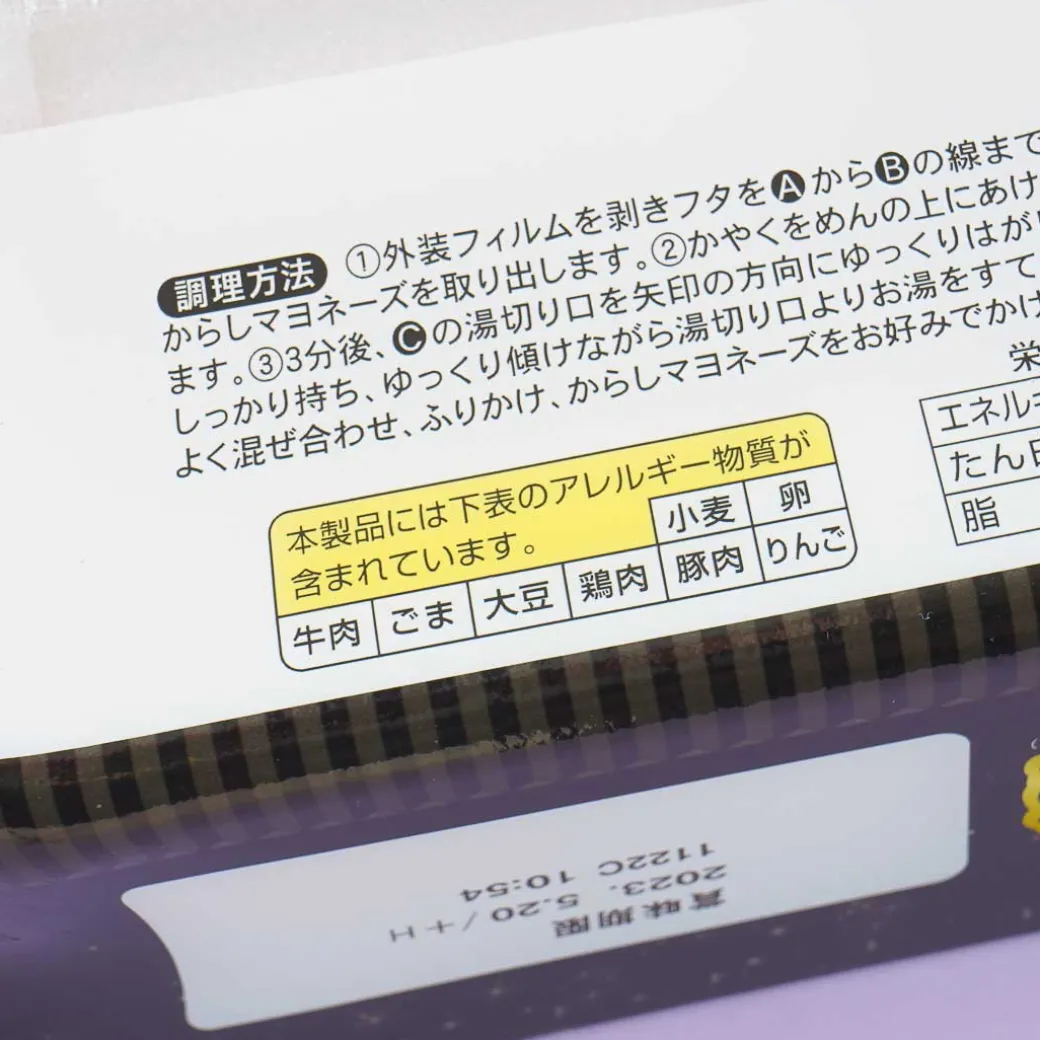 調理方法 ①外装フィルムを剥きフタをAからBの線まで
からしマヨネーズを取り出します。②かやくをめんの上にあけ
ます。③3分後、Cの湯切り口を矢印の方向にゆっくりはがし
しっかり持ち、ゆっくり傾けながら湯切り口よりお湯をすて
よく混ぜ合わせ、ふりかけ、からしマヨネーズをお好みでかけ
本製品には下表のアレルギー物質が
含まれています。
小麦 卵
牛肉 ごま 大豆 鶏肉 豚肉 りんご
栄
エネルギ
たん
脂
賞味期限
2023. 5.20/+H
1122C 10:54